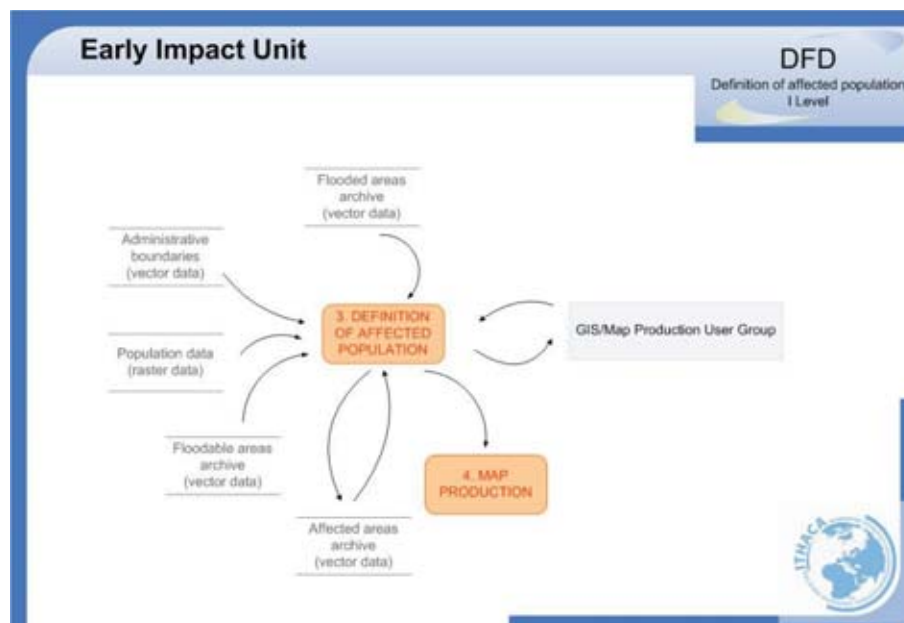 Early Impact Unit
DFD
Definition of affected population
I Level
Flooded areas
archive
(vector data)
Administrative
boundaries
(vector data)
3. DEFINITION
OF AFFECTED
POPULATION
GIS/Map Production User Group
Population data
(raster data)
Floodable areas
archive
(vector data)
4. MAP
PRODUCTION
Affected areas
archive
(vector data)
ITHACA